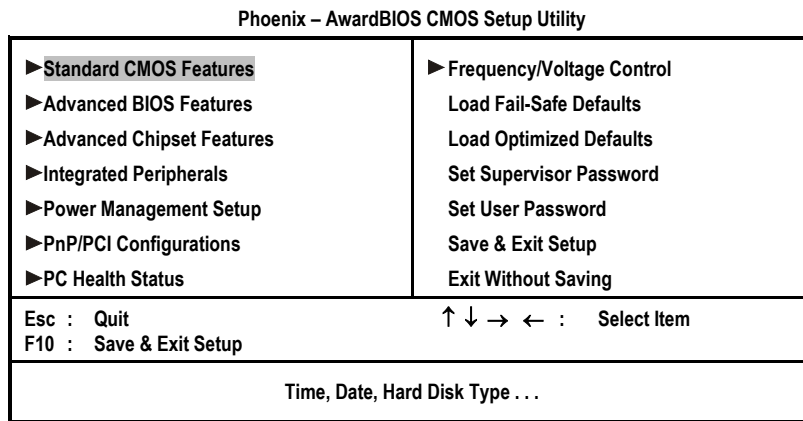 Phoenix – AwardBIOS CMOS Setup Utility
►Standard CMOS Features
►Advanced BIOS Features
►Advanced Chipset Features
►Integrated Peripherals
►Power Management Setup
►PnP/PCI Configurations
►PC Health Status
►Frequency/Voltage Control
Load Fail-Safe Defaults
Load Optimized Defaults
Set Supervisor Password
Set User Password
Save & Exit Setup
Exit Without Saving
Esc : Quit
F10 : Save & Exit Setup
↑ ↓ → ← : Select Item
Time, Date, Hard Disk Type . . .